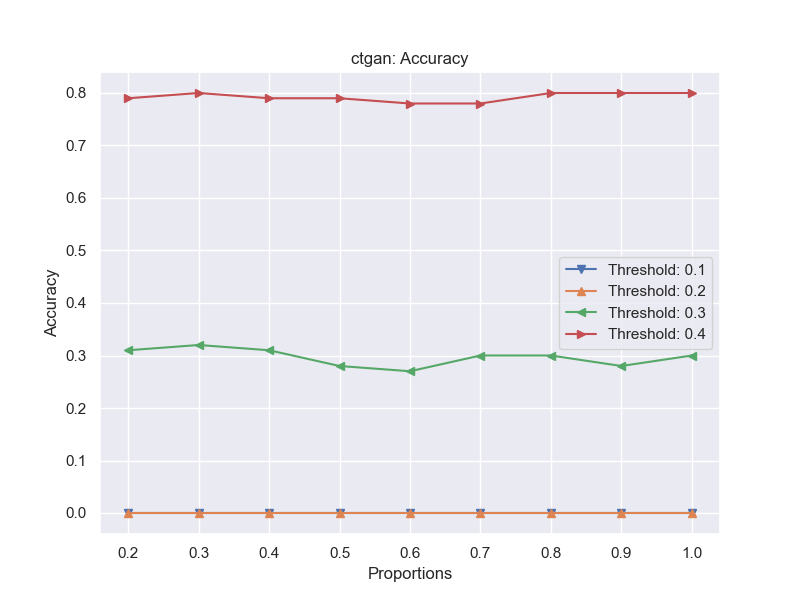 ctgan: Accuracy
Accuracy
0.8
0.7
0.6
0.5
0.4
0.3
0.2
0.1
0.0
Threshold: 0.1
Threshold: 0.2
Threshold: 0.3
Threshold: 0.4
0.2 0.3 0.4 0.5 0.6 0.7 0.8 0.9 1.0
Proportions